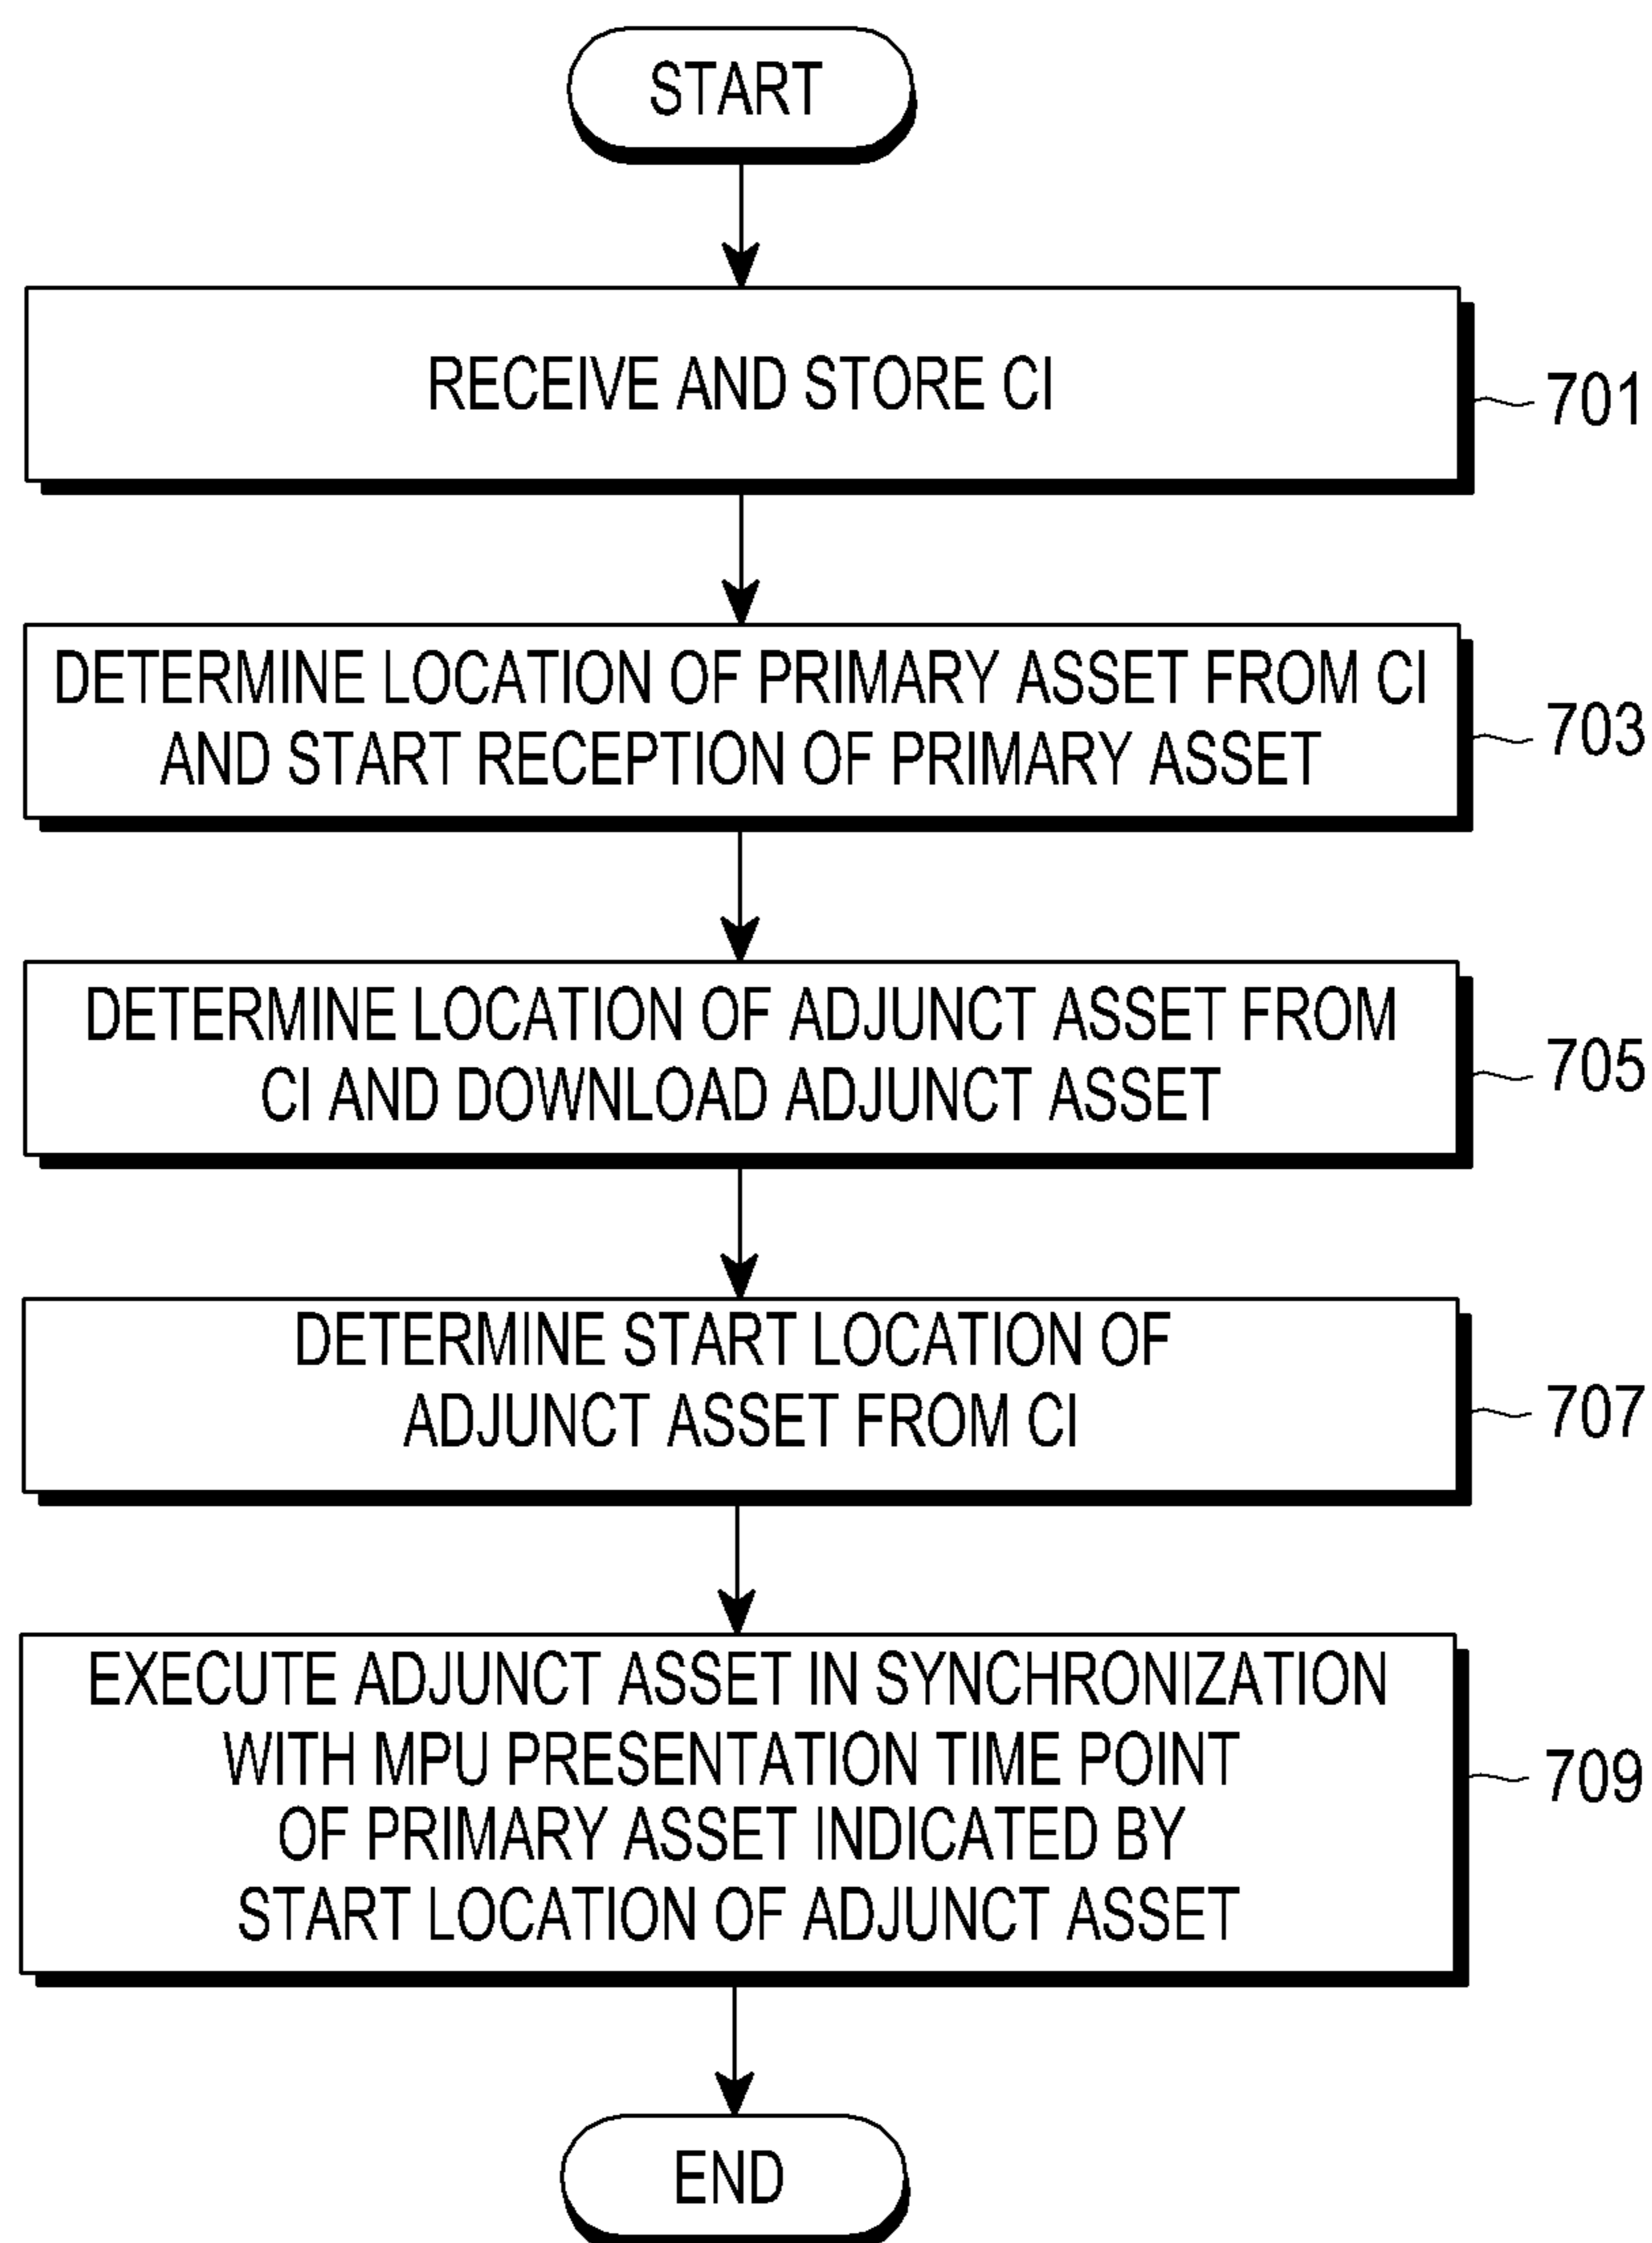 START
RECEIVE AND STORE CI
701
DETERMINE LOCATION OF PRIMARY ASSET FROM CI
AND START RECEPTION OF PRIMARY ASSET
703
DETERMINE LOCATION OF ADJUNCT ASSET FROM
CI AND DOWNLOAD ADJUNCT ASSET
705
DETERMINE START LOCATION OF
ADJUNCT ASSET FROM CI
707
EXECUTE ADJUNCT ASSET IN SYNCHRONIZATION
WITH MPU PRESENTATION TIME POINT
OF PRIMARY ASSET INDICATED BY
START LOCATION OF ADJUNCT ASSET
709
END